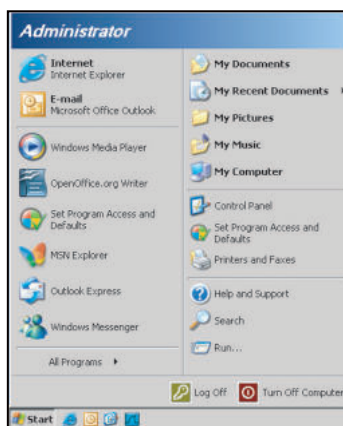 Administrator
Internet
Internet Explorer
E-mail
Microsoft Office Outlook
Windows Media Player
OpenOffice.org Writer
Set Program Access and
Defaults
MSN Explorer
Outlook Express
Windows Messenger
All Programs
My Documents
My Recent Documents
My Pictures
My Music
My Computer
Control Panel
Set Program Access and
Defaults
Printers and Faxes
Help and Support
Search
Run...
Log Off
Turn Off Computer
Start